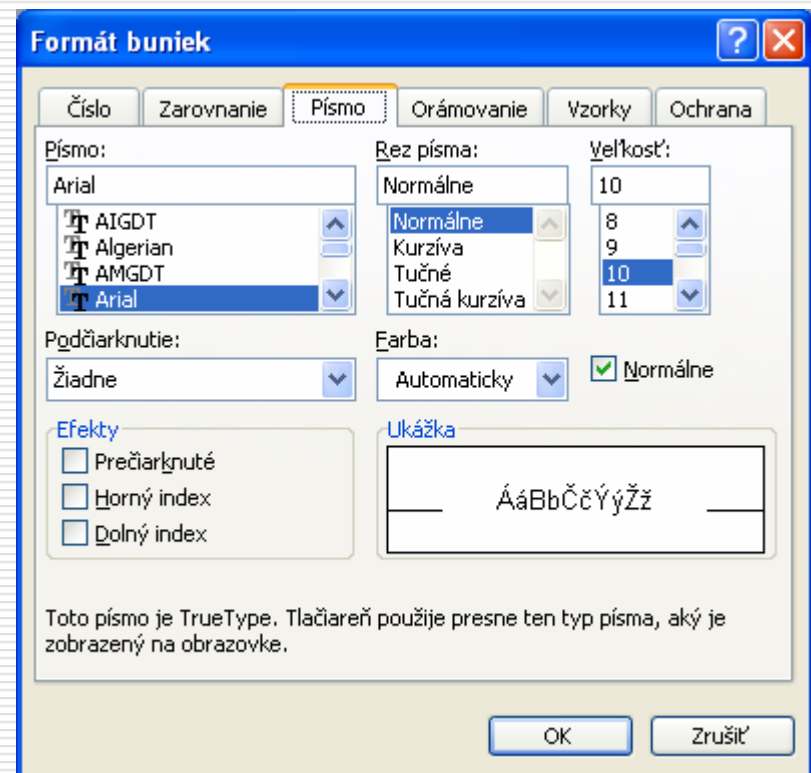 Formát buniek
Číslo Zarovnanie Písmo Orámovanie Vzorky Ochrana
Písmo: Rez písma: Veľkosť:
Arial Normálne 10
AIGDT Normálne 8
Algerian Kurzíva 9
AMGDT Tučné 10
Arial Tučná kurzíva 11
Podčiarknutie: Farba:
Žiadne Automaticky Normálne
Efekty Ukážka
Prečiarknuté
Horný index ÁáBbČčÝýŽž
Dolný index
Toto písmo je TrueType. Tlačiareň použije presne ten typ písma, aký je
zobrazený na obrazovke.
OK Zrušiť